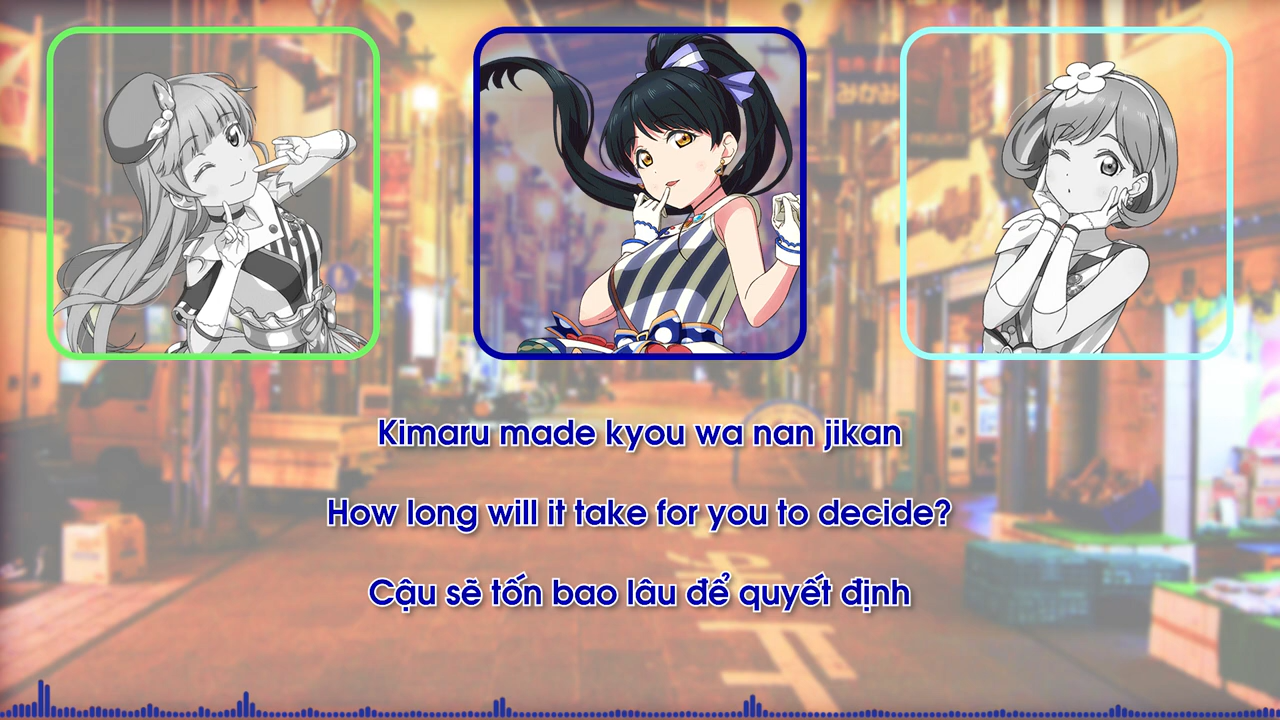 Kimaru made kyou wa nan jikan
How long will it take for you to decide?
Cậu sẽ tốn bao lâu để quyết định